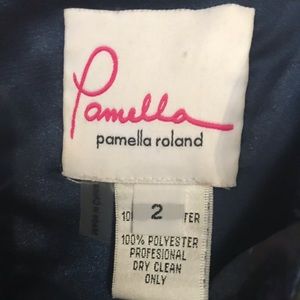 Pamella
pamella roland
2
100% POLYESTER
PROFESIONAL
DRY CLEAN
ONLY